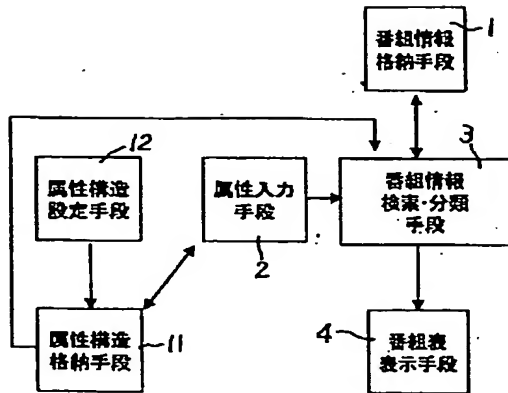 1
番組情報
格納手段
12
3
属性構造
設定手段
属性入力
手段
番組情報
検索・分類
手段
2
属性構造
格納手段
11
4
番組表
表示手段